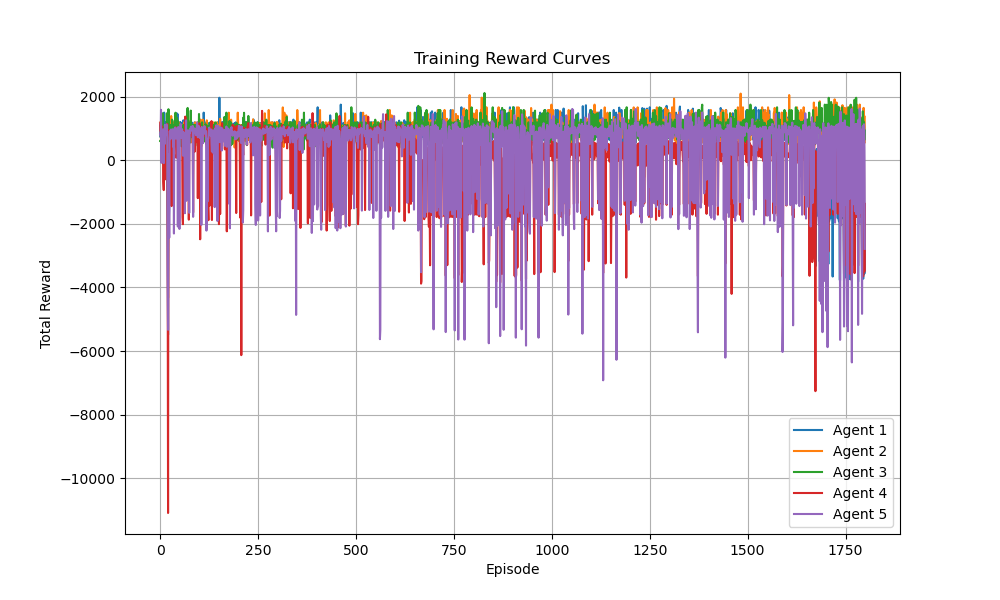 Training Reward Curves
2000
0
−2000
−4000
−6000
−8000
−10000
Total Reward
0 250 500 750 1000 1250 1500 1750
Episode
Agent 1
Agent 2
Agent 3
Agent 4
Agent 5